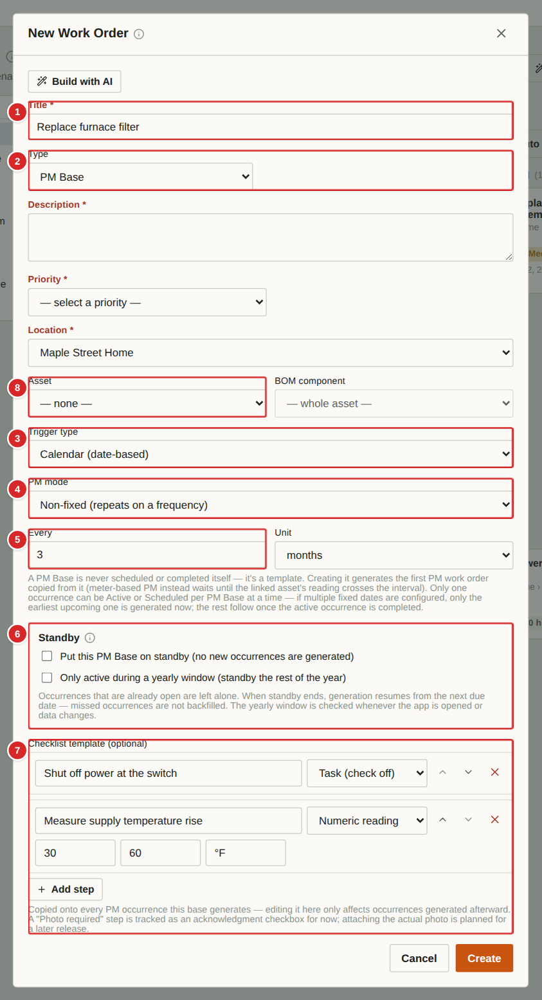 New Work Order
Build with AI
1
Title *
Replace furnace filter
2
Type
PM Base
Description *
Priority *
— select a priority —
Location *
Maple Street Home
8
Asset
BOM component
— none —
— whole asset —
3
Trigger type
Calendar (date-based)
4
PM mode
Non-fixed (repeats on a frequency)
5
Every
Unit
3
months
A PM Base is never scheduled or completed itself — it's a template. Creating it generates the first PM work order
copied from it (meter-based PM instead waits until the linked asset's reading crosses the interval). Only one
occurrence can be Active or Scheduled per PM Base at a time — if multiple fixed dates are configured, only the
earliest upcoming one is generated now; the rest follow once the active occurrence is completed.
6
Standby
Put this PM Base on standby (no new occurrences are generated)
Only active during a yearly window (standby the rest of the year)
Occurrences that are already open are left alone. When standby ends, generation resumes from the next due
date — missed occurrences are not backfilled. The yearly window is checked whenever the app is opened or
data changes.
7
Checklist template (optional)
Shut off power at the switch
Task (check off)
Measure supply temperature rise
Numeric reading
30
60
°F
+ Add step
Copied onto every PM occurrence this base generates — editing it here only affects occurrences generated afterward.
A "Photo required" step is tracked as an acknowledgment checkbox for now; attaching the actual photo is planned for
a later release.
Cancel
Create